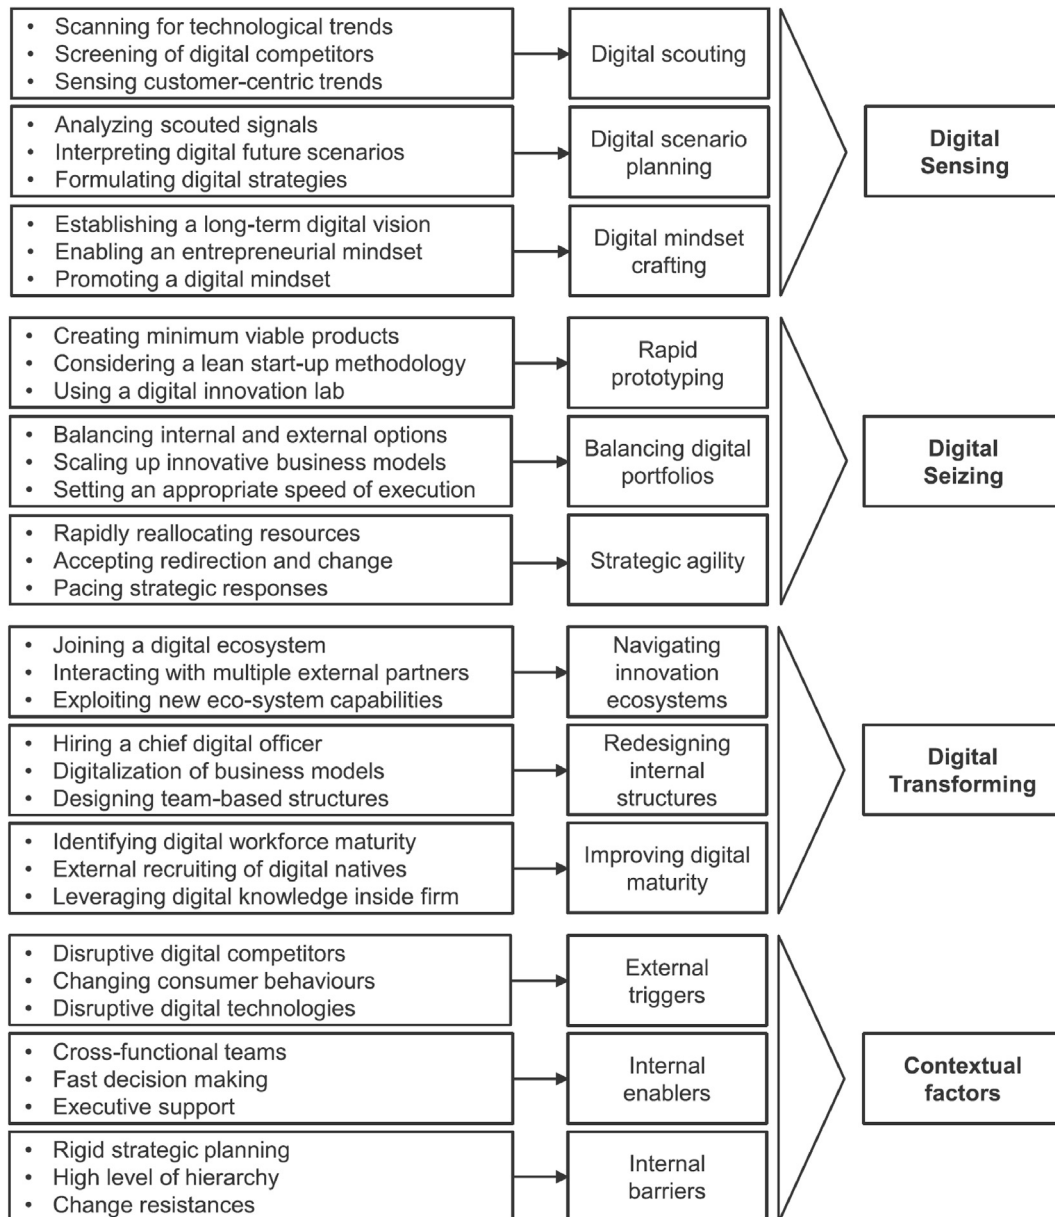 • Scanning for technological trends
• Screening of digital competitors
• Sensing customer-centric trends
Digital scouting
• Analyzing scouted signals
• Interpreting digital future scenarios
• Formulating digital strategies
Digital scenario
planning
• Establishing a long-term digital vision
• Enabling an entrepreneurial mindset
• Promoting a digital mindset
Digital mindset
crafting
Digital
Sensing
• Creating minimum viable products
• Considering a lean start-up methodology
• Using a digital innovation lab
Rapid
prototyping
• Balancing internal and external options
• Scaling up innovative business models
• Setting an appropriate speed of execution
Balancing digital
portfolios
• Rapidly reallocating resources
• Accepting redirection and change
• Pacing strategic responses
Strategic agility
Digital
Seizing
• Joining a digital ecosystem
• Interacting with multiple external partners
• Exploiting new eco-system capabilities
Navigating
innovation
ecosystems
• Hiring a chief digital officer
• Digitalization of business models
• Designing team-based structures
Redesigning
internal
structures
• Identifying digital workforce maturity
• External recruiting of digital natives
• Leveraging digital knowledge inside firm
Improving digital
maturity
Digital
Transforming
• Disruptive digital competitors
• Changing consumer behaviours
• Disruptive digital technologies
External
triggers
• Cross-functional teams
• Fast decision making
• Executive support
Internal
enablers
• Rigid strategic planning
• High level of hierarchy
• Change resistances
Internal
barriers
Contextual
factors